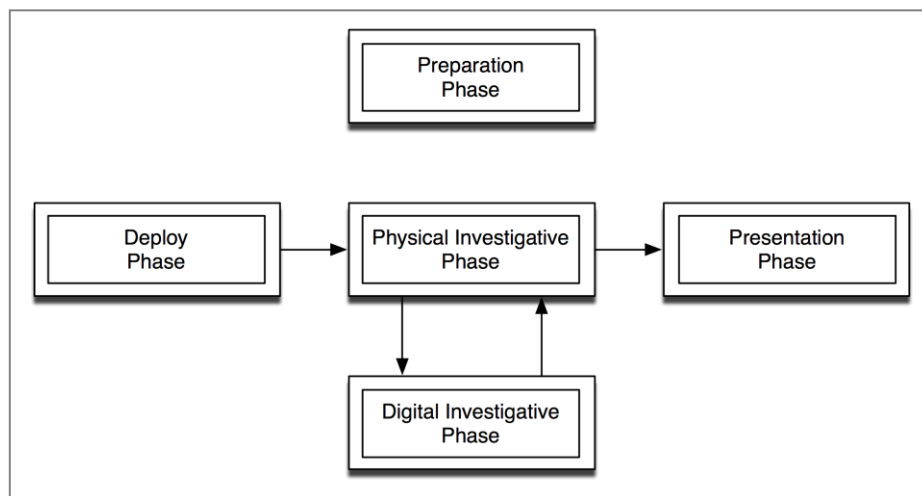 Preparation
Phase
Deploy
Phase
Physical Investigative
Phase
Presentation
Phase
Digital Investigative
Phase